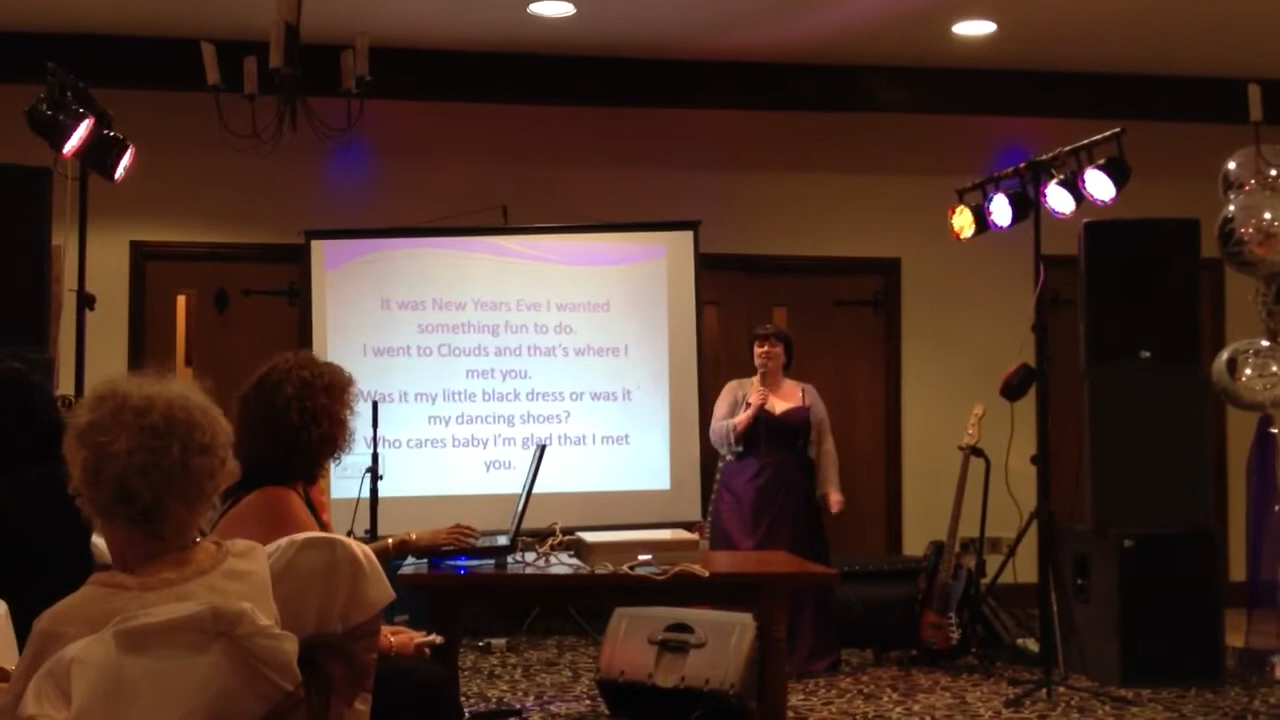 It was New Years Eve I wanted
something fun to do.
I went to Clouds and that's where I
met you.
Was it my little black dress or was it
my dancing shoes?
Who cares baby I'm glad that I met
you.